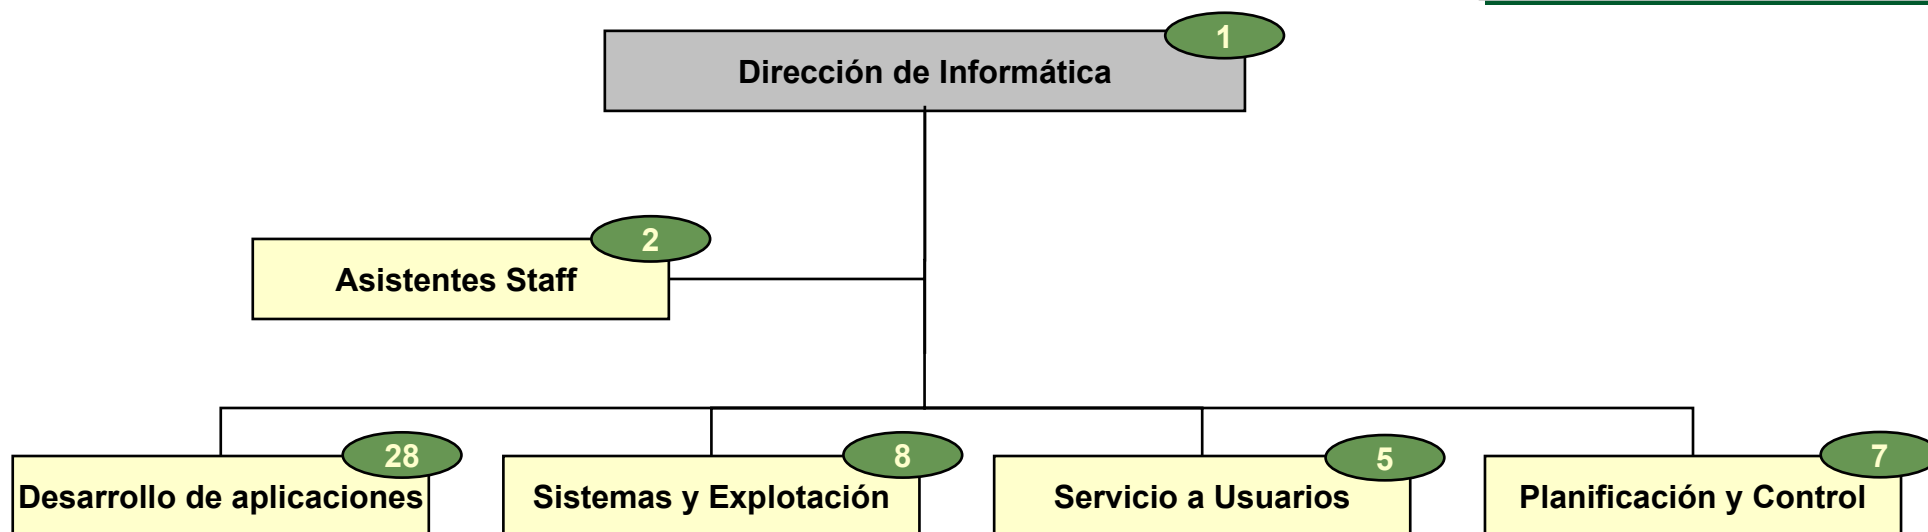 1
Dirección de Informática
2
Asistentes Staff
28
8
5
7
Desarrollo de aplicaciones
Sistemas y Explotación
Servicio a Usuarios
Planificación y Control